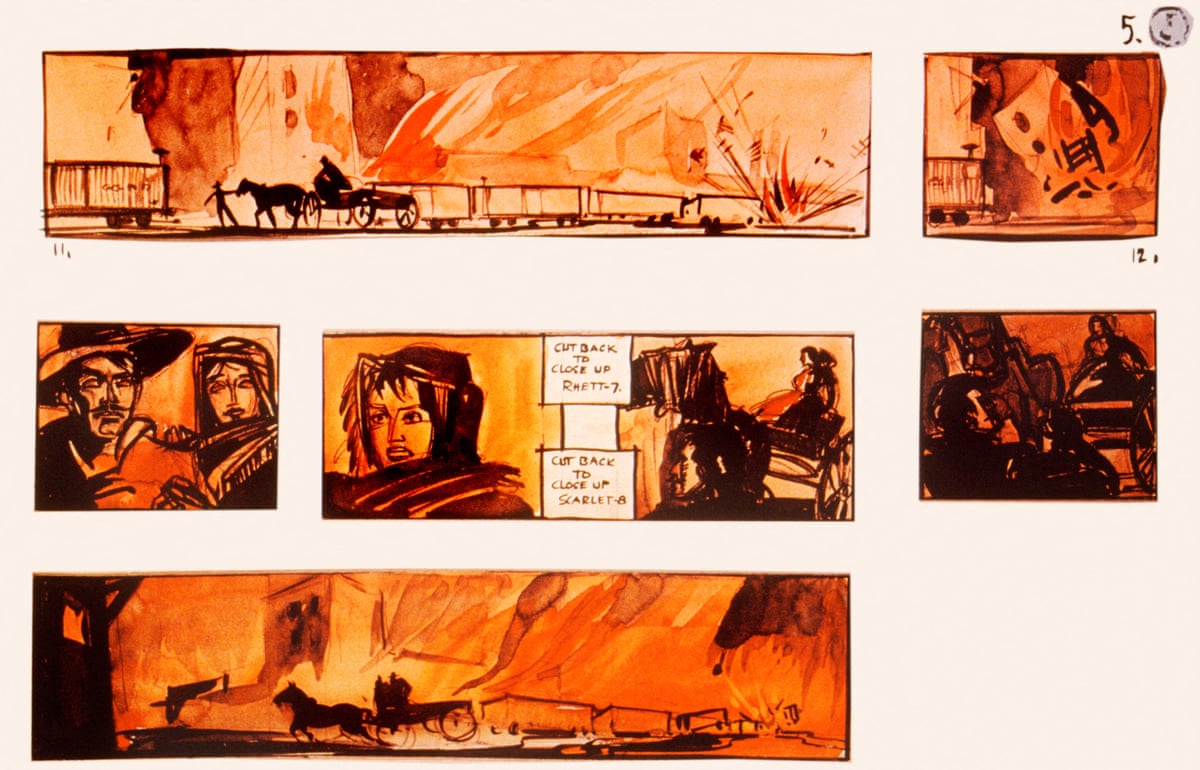 5.
11.
12.
CUT BACK
TO
CLOSE UP
RHETT-7.
CUT BACK
TO
CLOSE UP
SCARLET-8